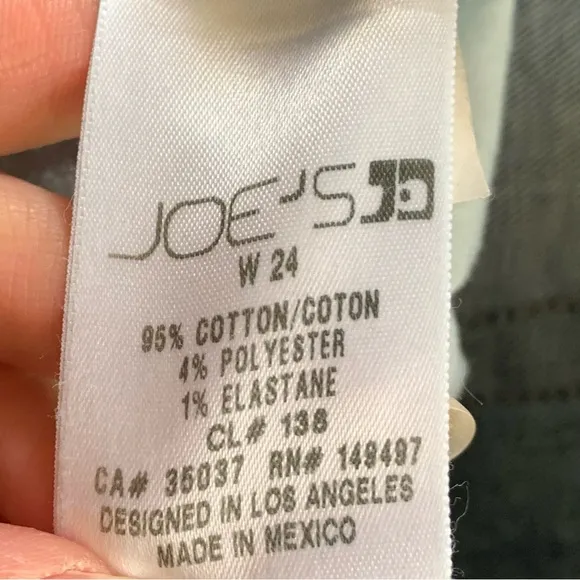 JOE'S
W 24
95% COTTON/COTON
4% POLYESTER
1% ELASTANE
CL# 138
CA# 35037 RN# 149497
DESIGNED IN LOS ANGELES
MADE IN MEXICO